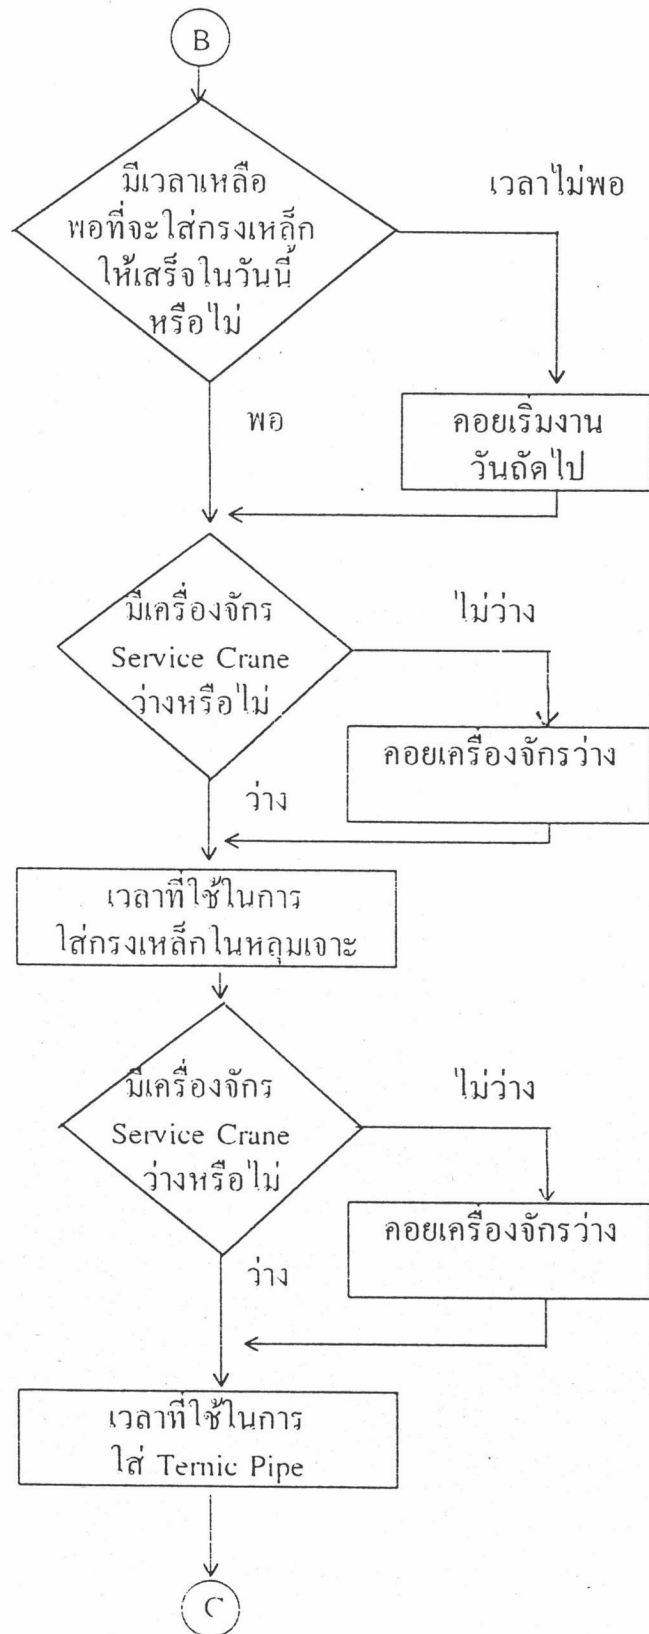 B
มีเวลาเหลือ
พอที่จะใส่กรงเหล็ก
ให้เสร็จในวันนี้
หรือไม่
เวลาไม่พอ
พอ
คอยเริ่มงาน
วันถัดไป
มีเครื่องจักร
Service Crane
ว่างหรือไม่
ไม่ว่าง
คอยเครื่องจักรว่าง
ว่าง
เวลาที่ใช้ในการ
ใส่กรงเหล็กในหลุมเจาะ
มีเครื่องจักร
Service Crane
ว่างหรือไม่
ไม่ว่าง
คอยเครื่องจักรว่าง
ว่าง
เวลาที่ใช้ในการ
ใส่ Temic Pipe
C